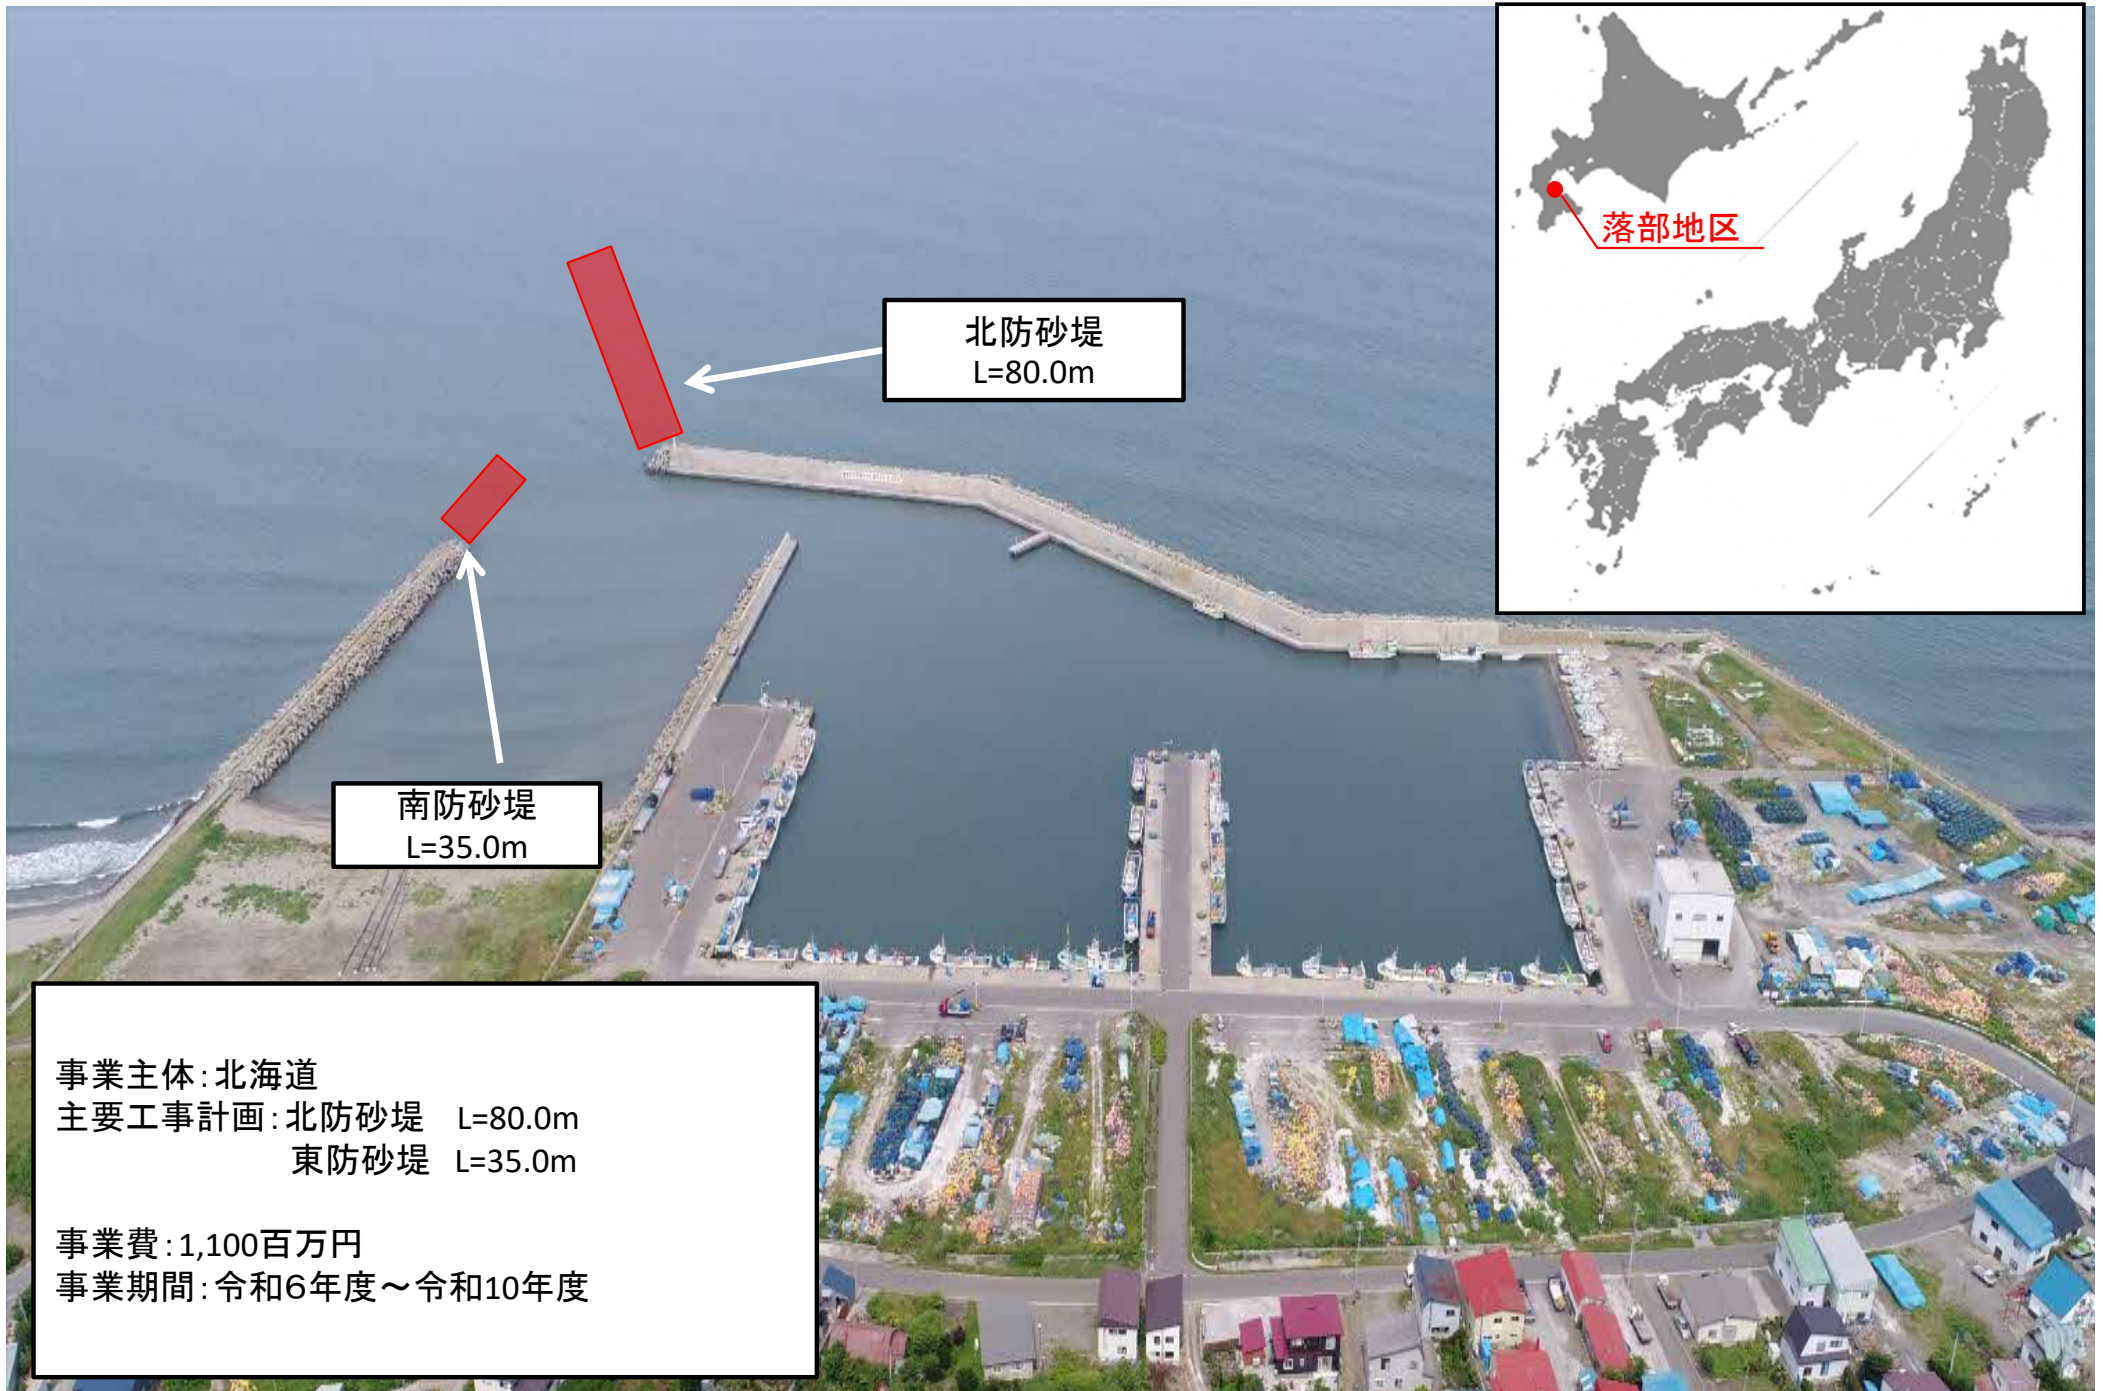 落部地区
北防砂堤
L=80.0m
南防砂堤
L=35.0m
事業主体：北海道
主要工事計画：北防砂堤　L=80.0m
東防砂堤　L=35.0m
事業費：1,100百万円
事業期間：令和６年度～令和10年度